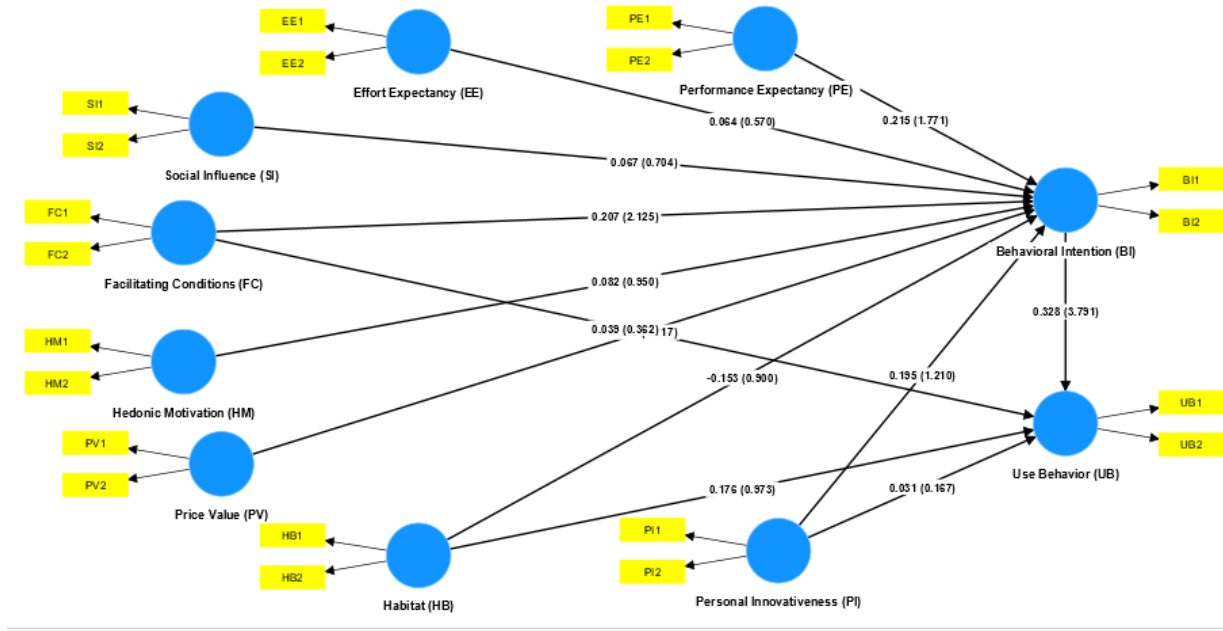 EE1
EE2
Effort Expectancy (EE)
PE1
PE2
Performance Expectancy (PE)
SI1
SI2
Social Influence (SI)
0.064 (0.570)
0.215 (1.771)
0.067 (0.704)
BI1
BI2
Behavioral Intention (BI)
FC1
FC2
Facilitating Conditions (FC)
0.207 (2.125)
0.082 (0.950)
0.328 (3.791)
HM1
HM2
Hedonic Motivation (HM)
0.039 (0.362)
17)
-0.153 (0.900)
0.195 (1.210)
UB1
UB2
Use Behavior (UB)
PV1
PV2
Price Value (PV)
0.176 (0.973)
0.031 (0.167)
HB1
HB2
Habitat (HB)
PI1
PI2
Personal Innovativeness (PI)